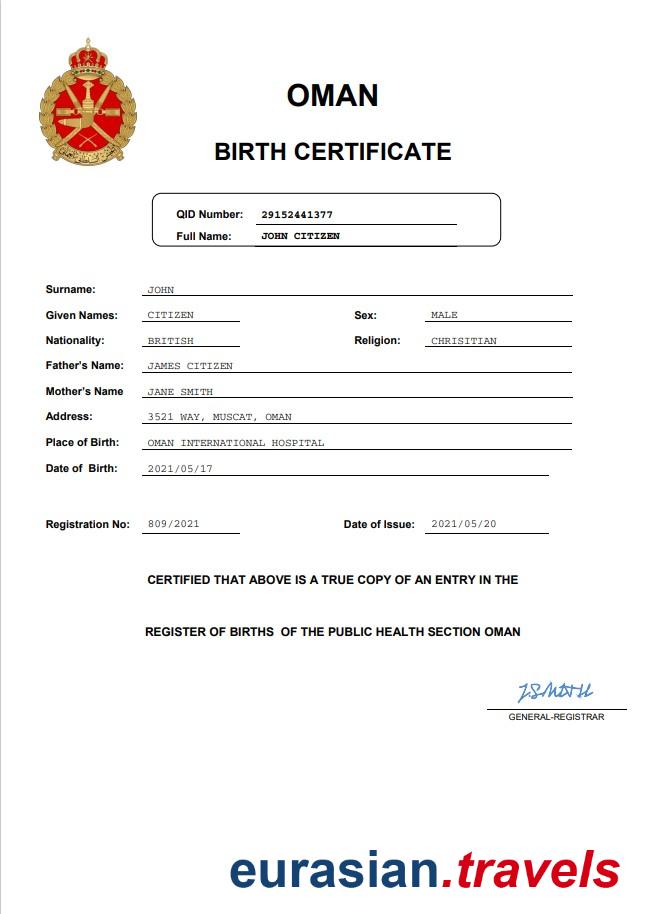 OMAN
BIRTH CERTIFICATE
QID Number: 29152441377
Full Name: JOHN CITIZEN
Surname: JOHN
Given Names: CITIZEN Sex: MALE
Nationality: BRITISH Religion: CHRISITIAN
Father's Name: JAMES CITIZEN
Mother's Name JANE SMITH
Address: 3521 WAY, MUSCAT, OMAN
Place of Birth: OMAN INTERNATIONAL HOSPITAL
Date of Birth: 2021/05/17
Registration No: 809/2021 Date of Issue: 2021/05/20
CERTIFIED THAT ABOVE IS A TRUE COPY OF AN ENTRY IN THE
REGISTER OF BIRTHS OF THE PUBLIC HEALTH SECTION OMAN
J.SMITH
GENERAL-REGISTRAR
eurasian.travels